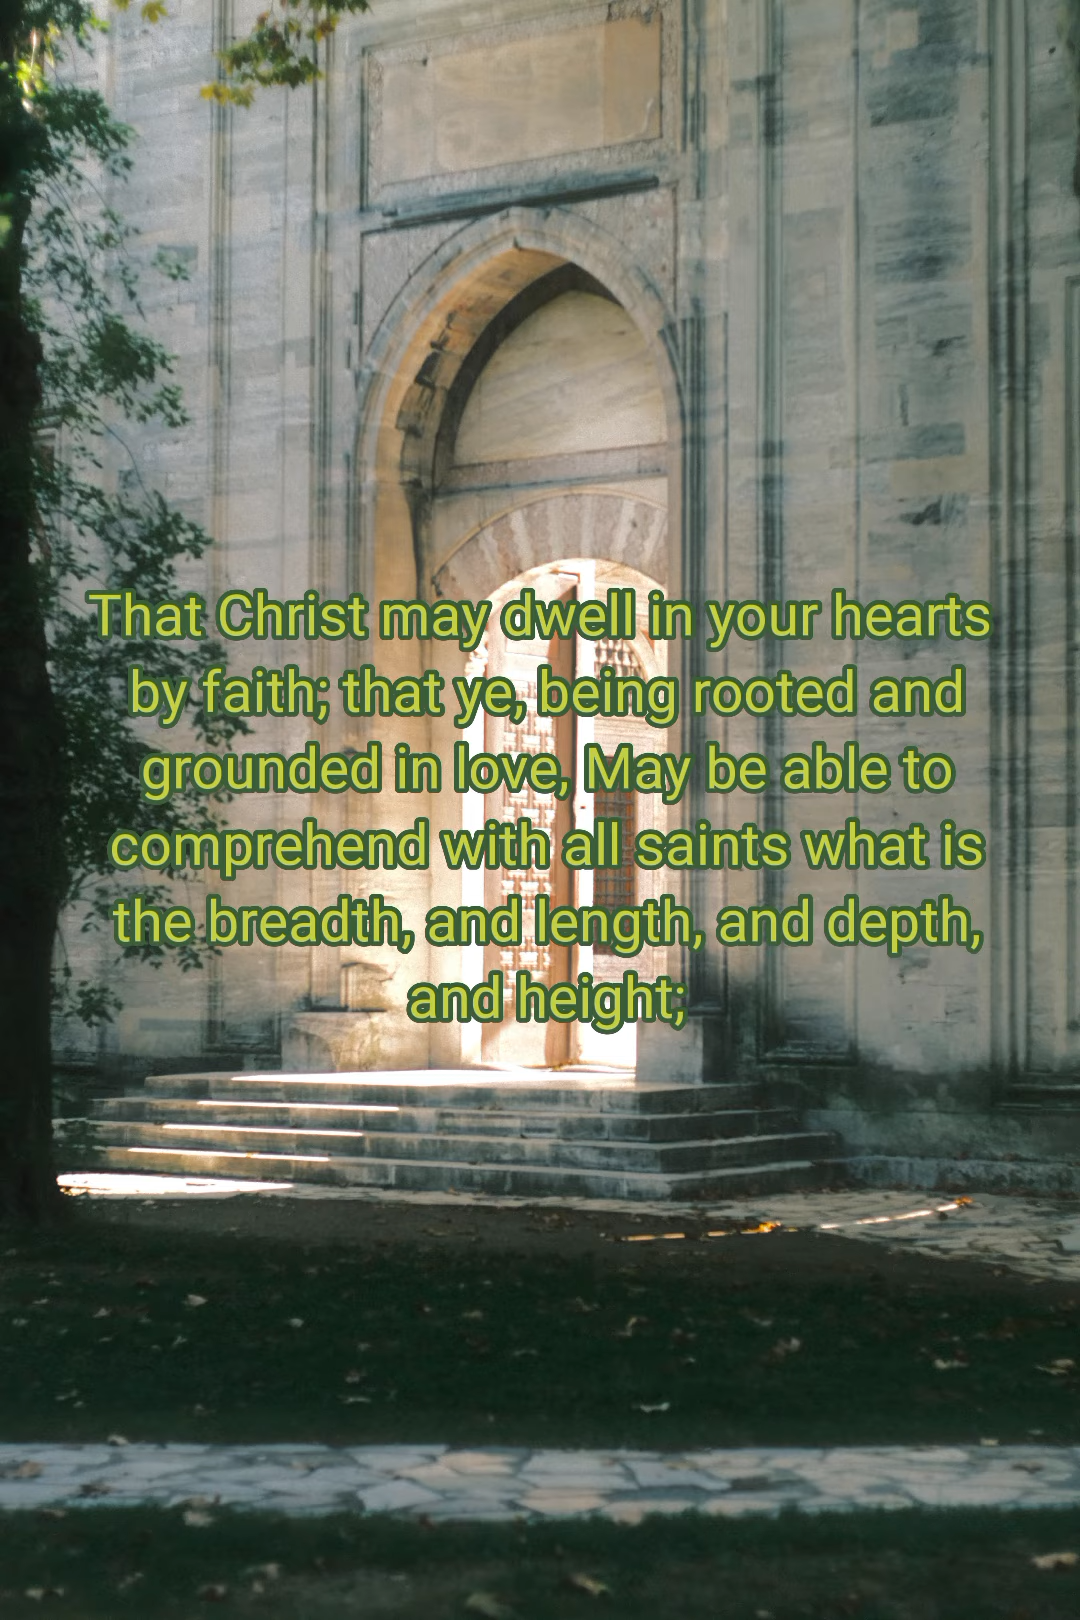 That Christ may dwell in your hearts
by faith; that ye, being rooted and
grounded in love, May be able to
comprehend with all saints what is
the breadth, and length, and depth,
and height;